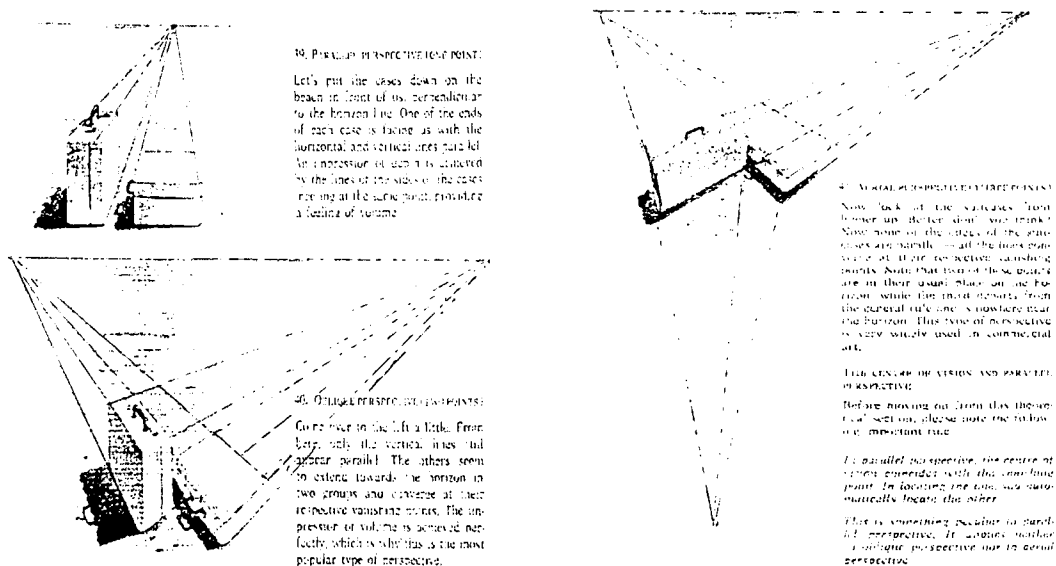 39. PARALLEL PERSPECTIVE (ONE POINT)
Let's put the cases down on the
beach in front of us, perpendicular
to the horizon line. One of the ends
of each case is facing us with the
horizontal and vertical lines parallel.
An impression of depth is achieved
by the lines of the sides of the cases
meeting at the same point, providing
a feeling of volume.
40. OBLIQUE PERSPECTIVE (TWO POINTS)
Come over to the left a little. From
here, only the vertical lines still
appear parallel. The others seem
to extend towards the horizon in
two groups and converge at their
respective vanishing points. The im-
pression of volume is achieved per-
fectly, which is why this is the most
popular type of perspective.
AERIAL PERSPECTIVE (THREE POINTS)
Now look at the suitcases from
higher up. Better, don't you think?
Now none of the edges of the suit-
cases are parallel — all the lines con-
verge at their respective vanishing
points. Note that two of these points
are in their usual place on the ho-
rizon, while the third departs from
the general rule and is nowhere near
the horizon. This type of perspective
is very widely used in commercial
art.
THE CENTRE OF VISION AND PARALLEL
PERSPECTIVE
Before moving on from this theore-
tical section, please note the follow-
ing important rule:
In parallel perspective, the centre of
vision coincides with the vanishing
point. In locating the one, you auto-
matically locate the other.
This is something peculiar to paral-
lel perspective. It applies neither
to oblique perspective nor to aerial
perspective.